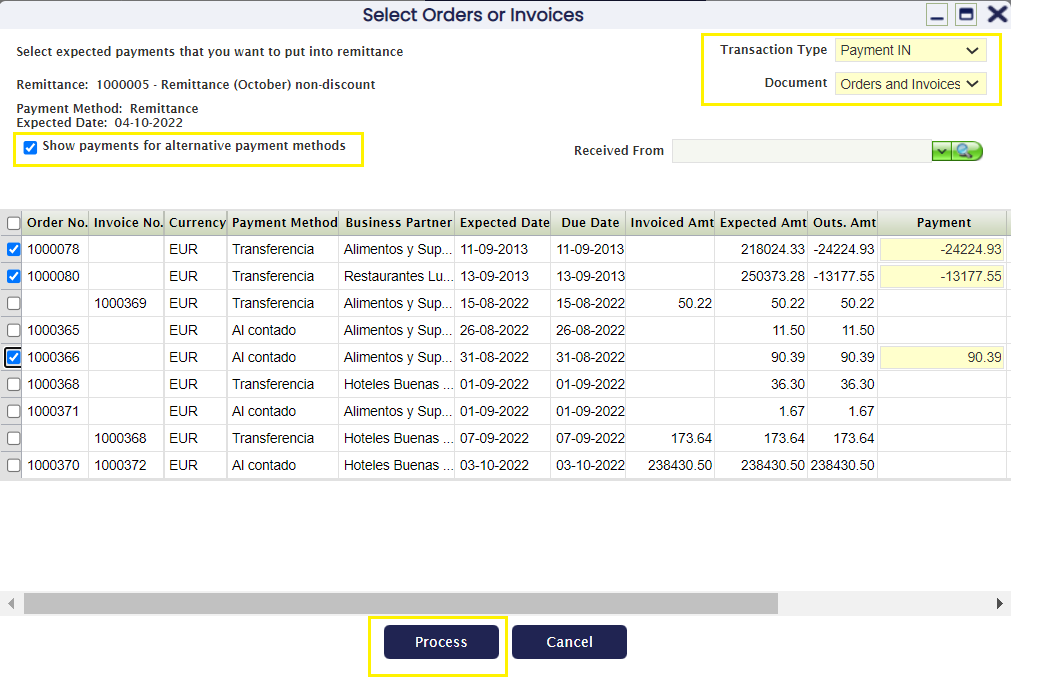 Select Orders or Invoices
Select expected payments that you want to put into remittance
Transaction Type Payment IN
Remittance: 1000005 - Remittance (October) non-discount
Document Orders and Invoices
Payment Method: Remittance
Expected Date: 04-10-2022
Show payments for alternative payment methods
Received From
Order No. Invoice No. Currency Payment Method Business Partner Expected Date Due Date Invoiced Amt Expected Amt Outs. Amt Payment
1000078 EUR Transferencia Alimentos y Sup... 11-09-2013 11-09-2013 218024.33 -24224.93 -24224.93
1000080 EUR Transferencia Restaurantes Lu... 13-09-2013 13-09-2013 250373.28 -13177.55 -13177.55
1000369 EUR Transferencia Alimentos y Sup... 15-08-2022 15-08-2022 50.22 50.22 50.22
1000365 EUR Al contado Alimentos y Sup... 26-08-2022 26-08-2022 11.50 11.50
1000366 EUR Al contado Alimentos y Sup... 31-08-2022 31-08-2022 90.39 90.39 90.39
1000368 EUR Transferencia Hoteles Buenas ... 01-09-2022 01-09-2022 36.30 36.30
1000371 EUR Al contado Alimentos y Sup... 01-09-2022 01-09-2022 1.67 1.67
1000368 EUR Transferencia Hoteles Buenas ... 07-09-2022 07-09-2022 173.64 173.64 173.64
1000370 1000372 EUR Al contado Hoteles Buenas ... 03-10-2022 03-10-2022 238430.50 238430.50 238430.50
Process Cancel